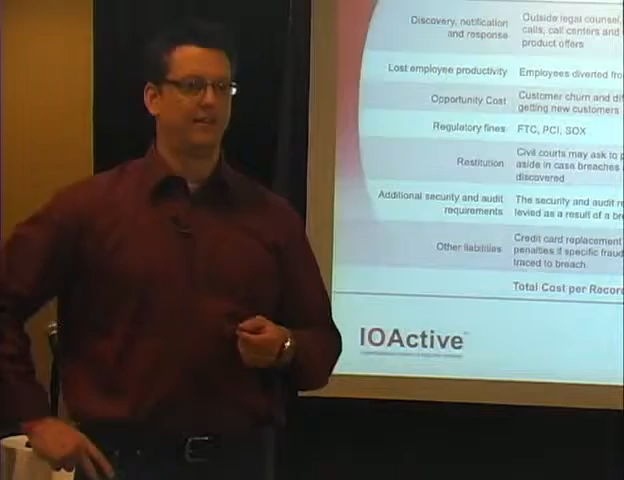 Discovery, notification
and response
Outside legal counsel,
calls, call centers and
product offers
Lost employee productivity
Employees diverted fro
Opportunity Cost
Customer churn and dif
getting new customers
Regulatory fines
FTC, PCI, SOX
Restitution
Civil courts may ask to p
aside in case breaches
discovered
Additional security and audit
requirements
The security and audit re
levied as a result of a bre
Other liabilities
Credit card replacement
penalties if specific fraud
traced to breach.
Total Cost per Record
IOActive